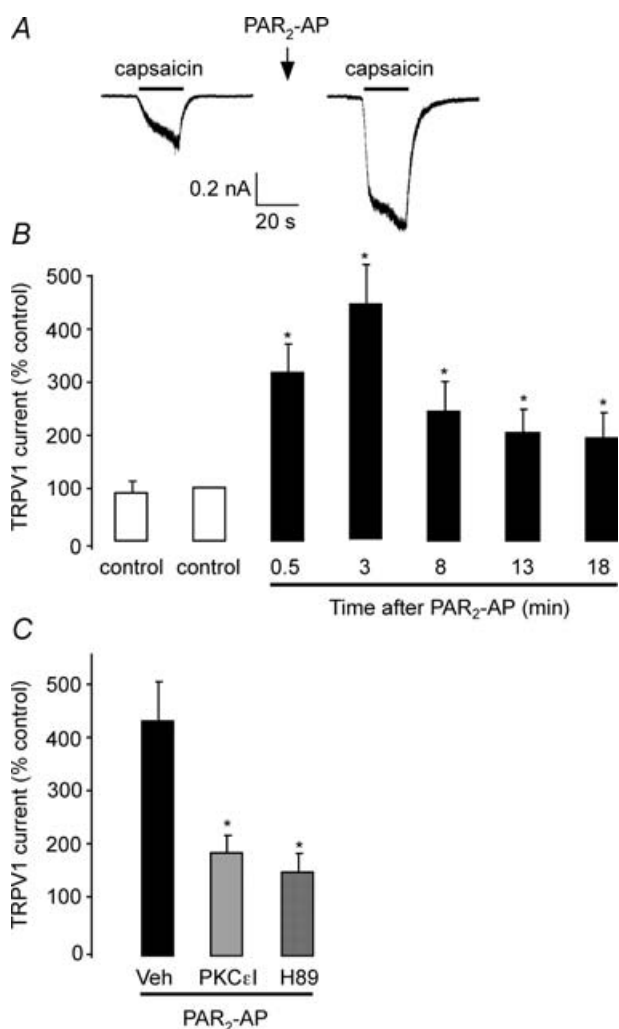 A
PAR₂-AP
capsaicin
capsaicin
0.2 nA
20 s
B
TRPV1 current (% control)
500
400
300
200
100
0
*
*
*
*
*
control control 0.5 3 8 13 18
Time after PAR₂-AP (min)
C
TRPV1 current (% control)
500
400
300
200
100
0
*
*
Veh PKCεI H89
PAR₂-AP